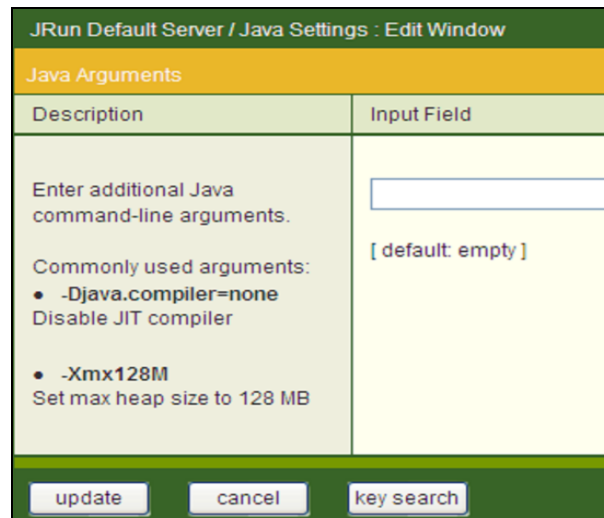 JRun Default Server / Java Settings : Edit Window
Java Arguments
Description
Input Field
Enter additional Java
command-line arguments.
[ default: empty ]
Commonly used arguments:
● -Djava.compiler=none
Disable JIT compiler
● -Xmx128M
Set max heap size to 128 MB
update
cancel
key search